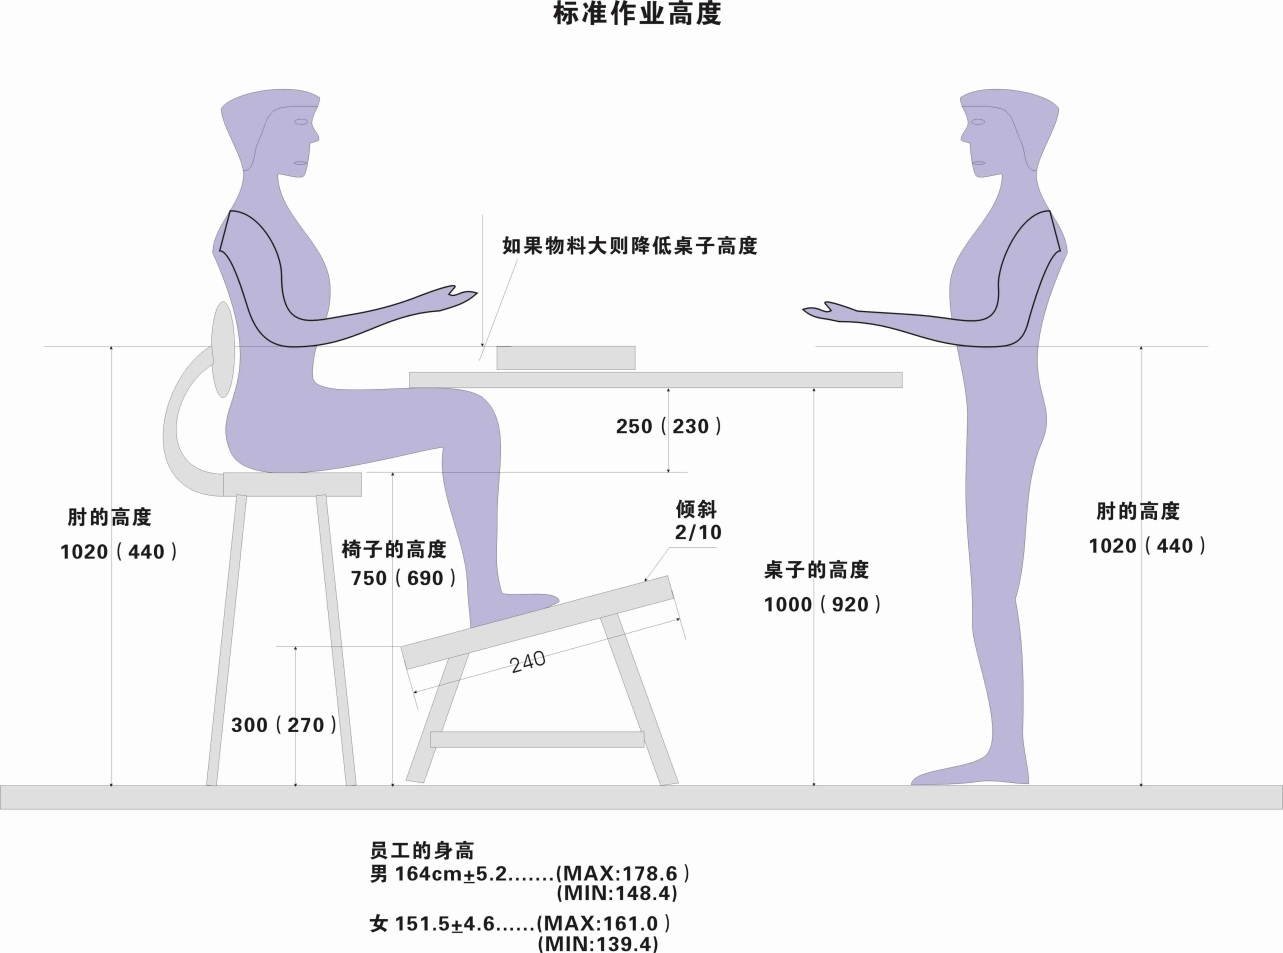 标准作业高度
如果物料大则降低桌子高度
250（230）
肘的高度
1020（440）
椅子的高度
750（690）
倾斜
2/10
桌子的高度
1000（920）
肘的高度
1020（440）
240
300（270）
员工的身高
男 164cm±5.2.......(MAX:178.6）
(MIN:148.4)
女 151.5±4.6......(MAX:161.0）
(MIN:139.4)